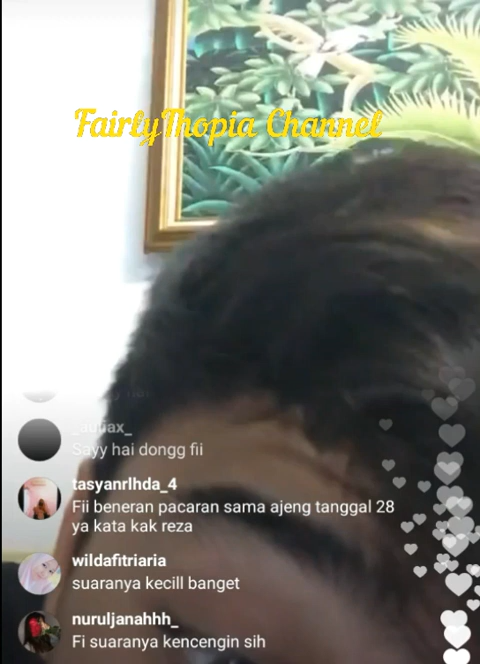 FairlyThopia Channel
Sayy hai dongg fii
tasyanrlhda_4
Fii beneran pacaran sama ajeng tanggal 28
ya kata kak reza
wildafitriaria
suaranya kecill banget
nuruljanahhh_
Fi suaranya kencengin sih